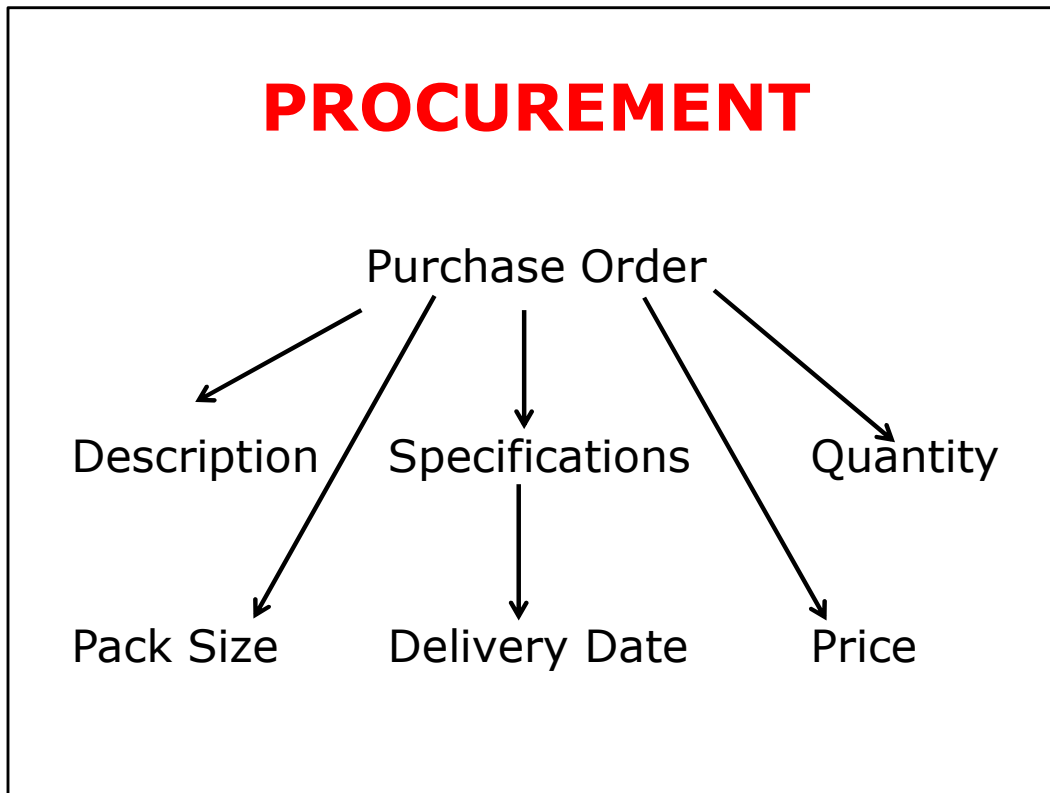 PROCUREMENT
Purchase Order
Description Specifications Quantity
Pack Size Delivery Date Price